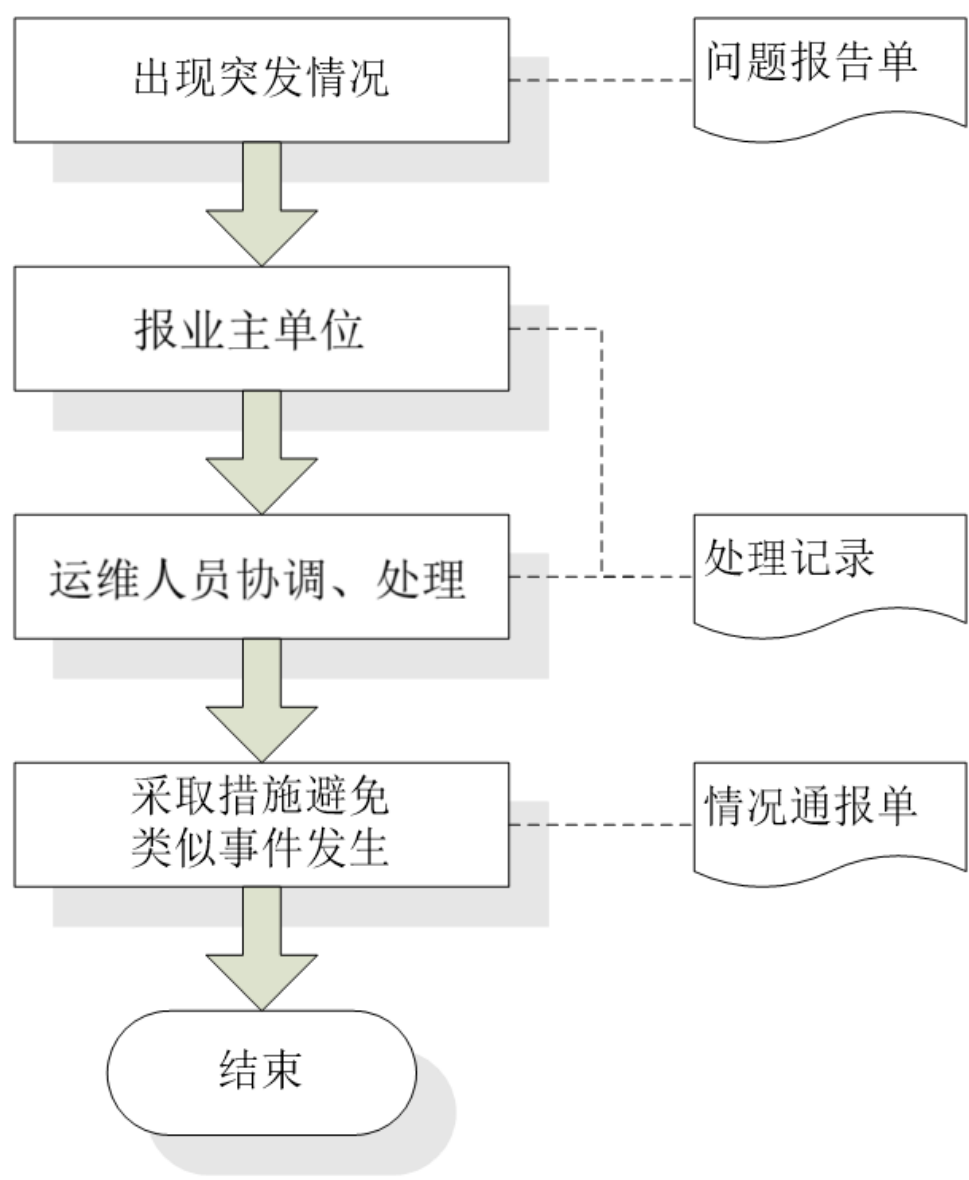 出现突发情况
问题报告单
报业主单位
运维人员协调、处理
处理记录
采取措施避免
类似事件发生
情况通报单
结束